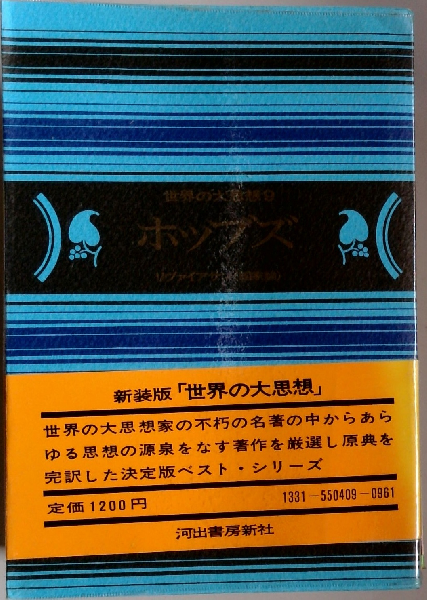 世界の大思想9
ホッブズ
新装版「世界の大思想」
世界の大思想家の不朽の名著の中からあら
ゆる思想の源泉をなす著作を厳選し原典を
完訳した決定版ベスト・シリーズ
定価1200円
1331-550409-0961
河出書房新社